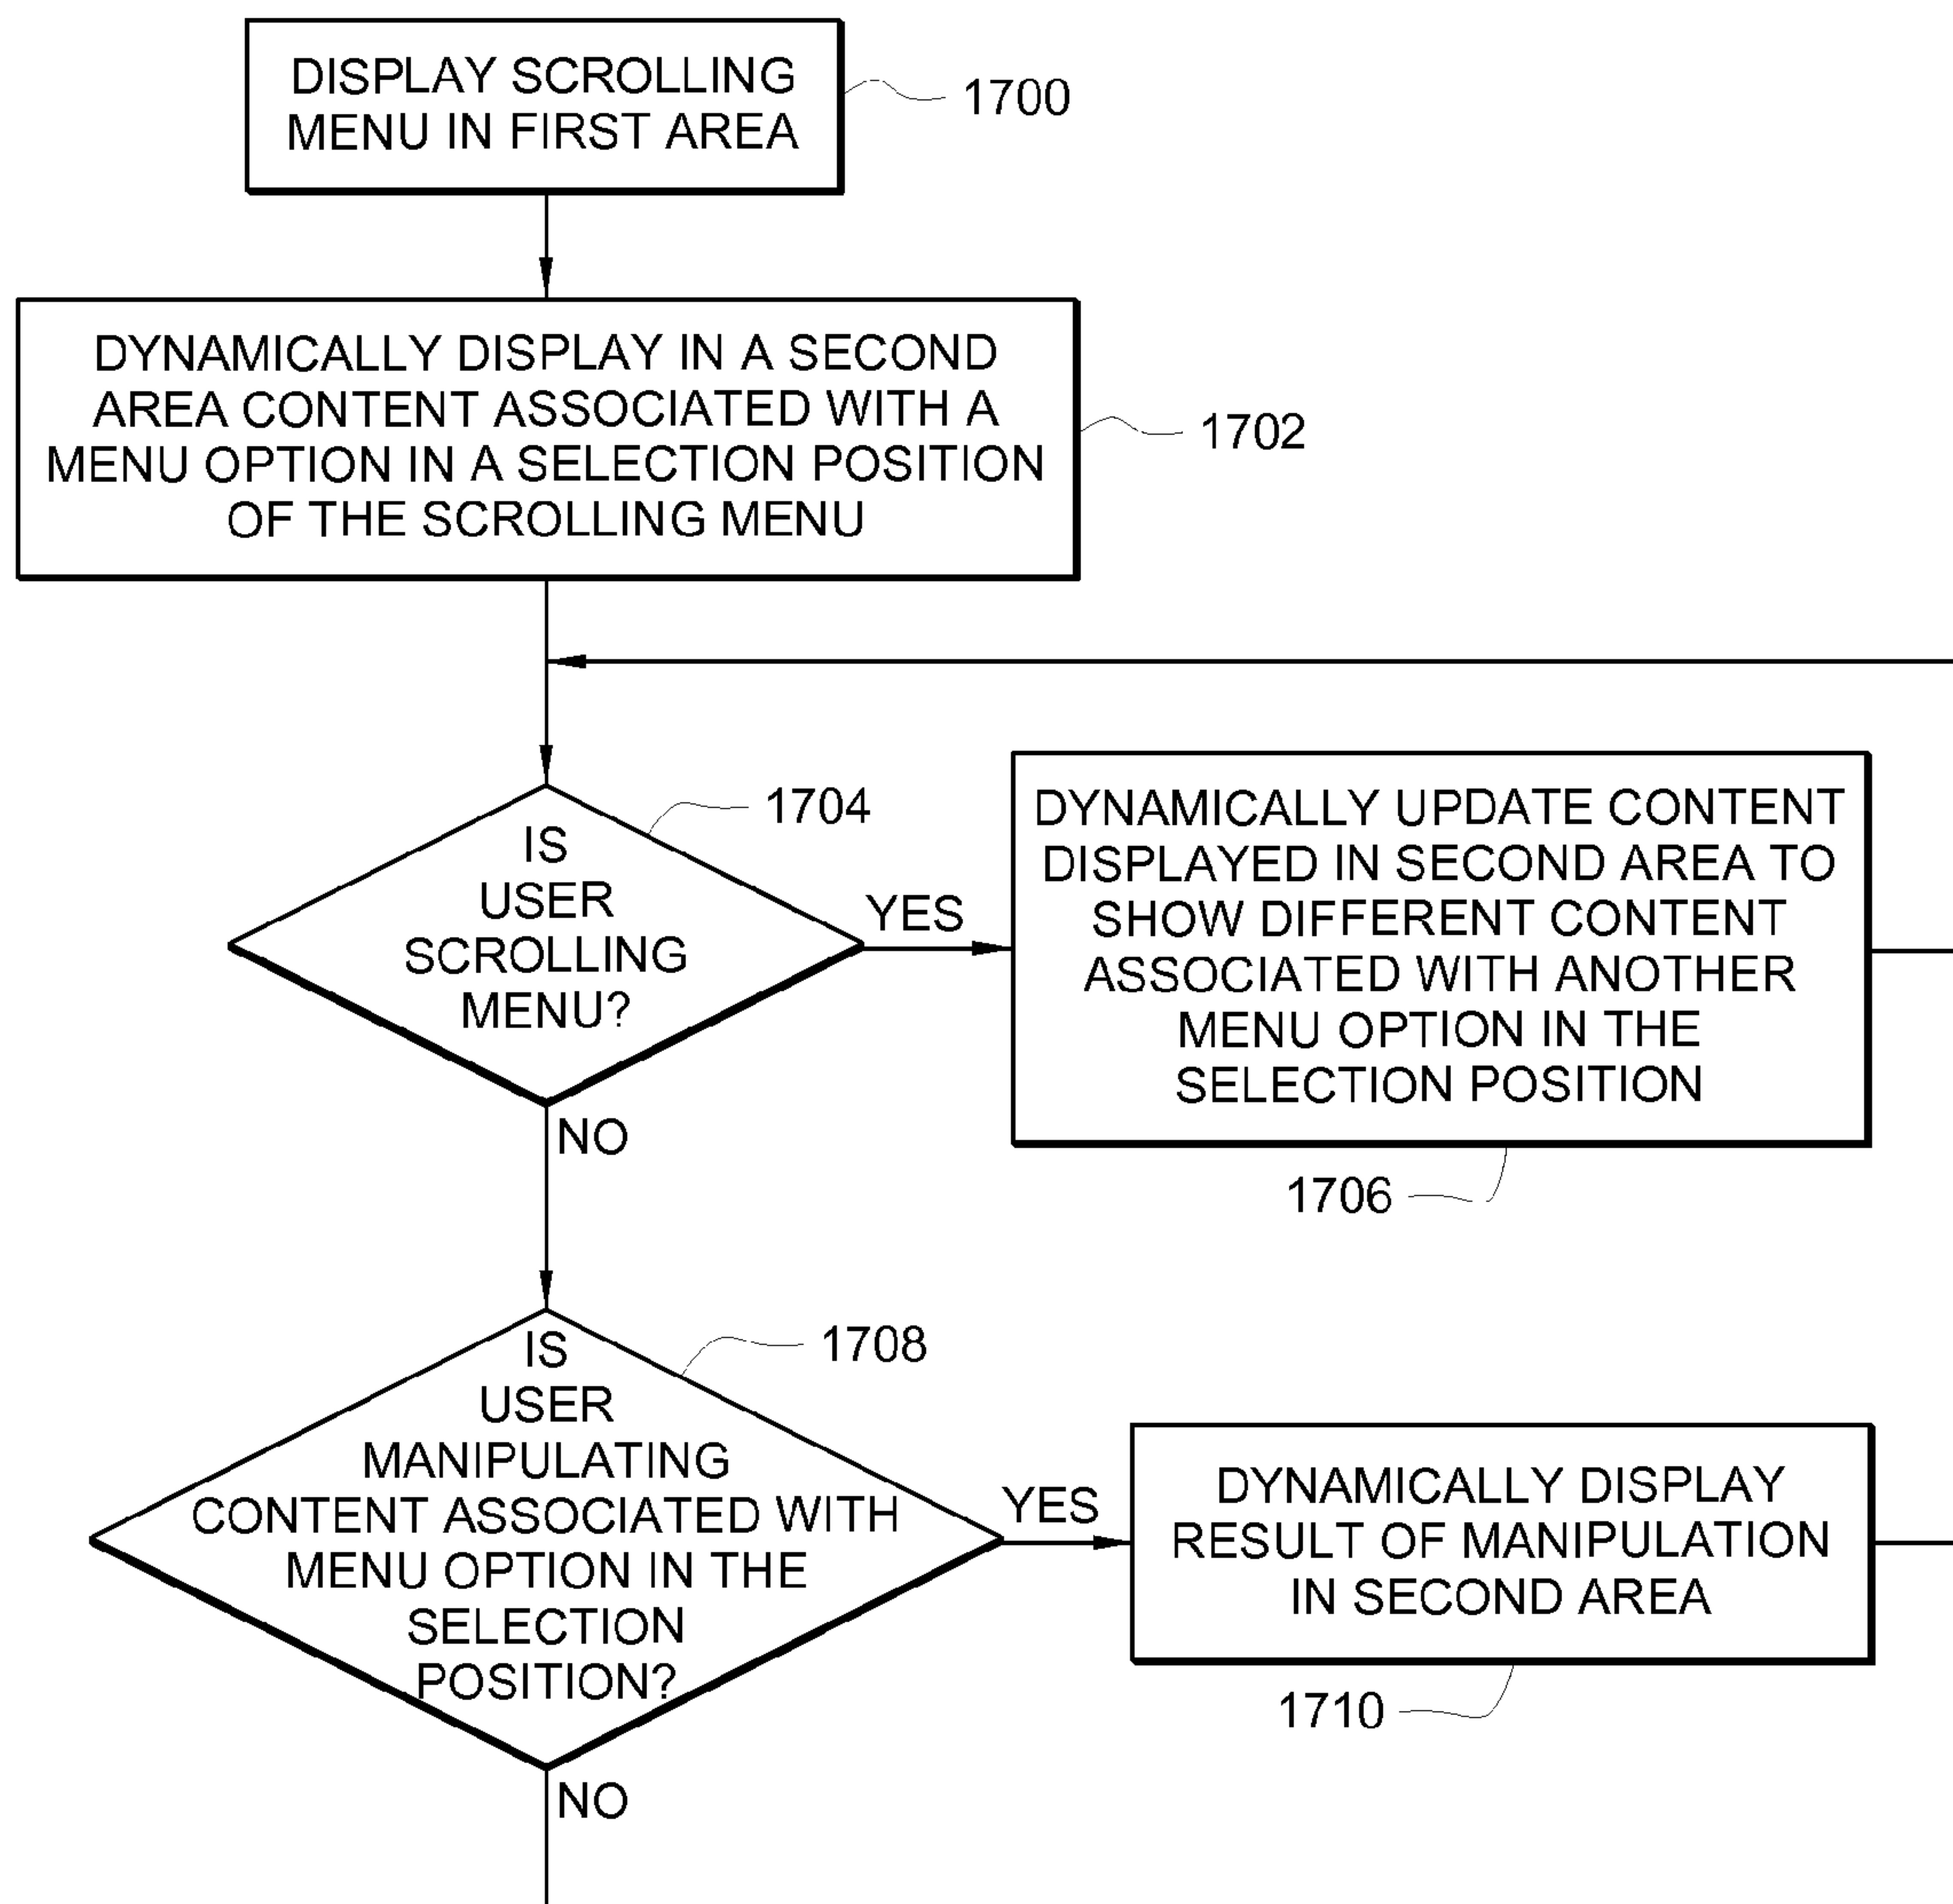 DISPLAY SCROLLING
MENU IN FIRST AREA
1700
DYNAMICALLY DISPLAY IN A SECOND
AREA CONTENT ASSOCIATED WITH A
MENU OPTION IN A SELECTION POSITION
OF THE SCROLLING MENU
1702
IS
USER
SCROLLING
MENU?
1704
YES
NO
DYNAMICALLY UPDATE CONTENT
DISPLAYED IN SECOND AREA TO
SHOW DIFFERENT CONTENT
ASSOCIATED WITH ANOTHER
MENU OPTION IN THE
SELECTION POSITION
1706
IS
USER
MANIPULATING
CONTENT ASSOCIATED WITH
MENU OPTION IN THE
SELECTION
POSITION?
1708
YES
NO
DYNAMICALLY DISPLAY
RESULT OF MANIPULATION
IN SECOND AREA
1710